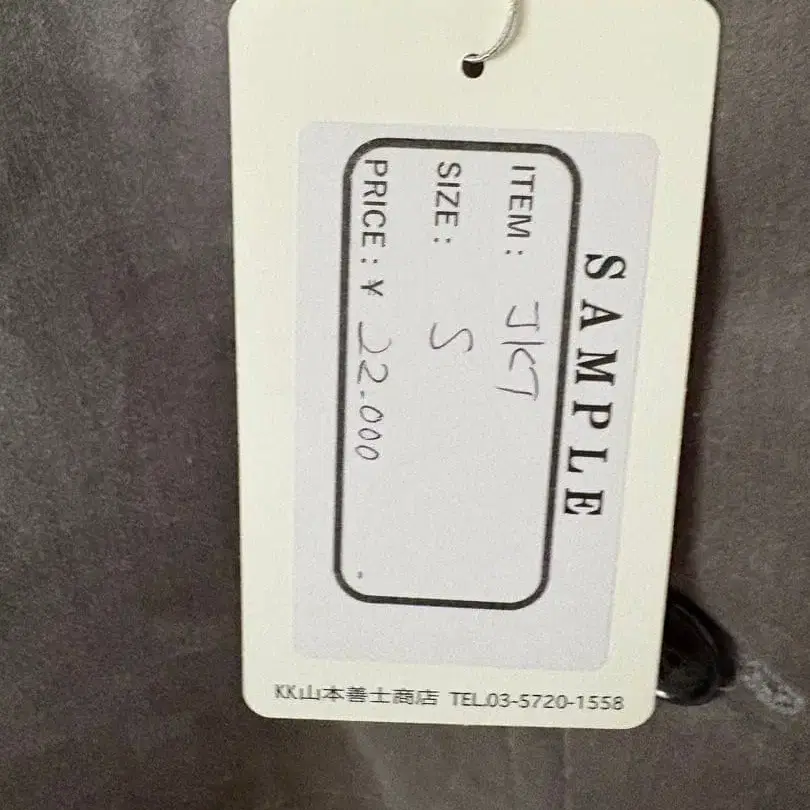 SAMPLE
ITEM: JKT
SIZE: S
PRICE: ¥ 22.000
KK山本善士商店 TEL.03-5720-1558